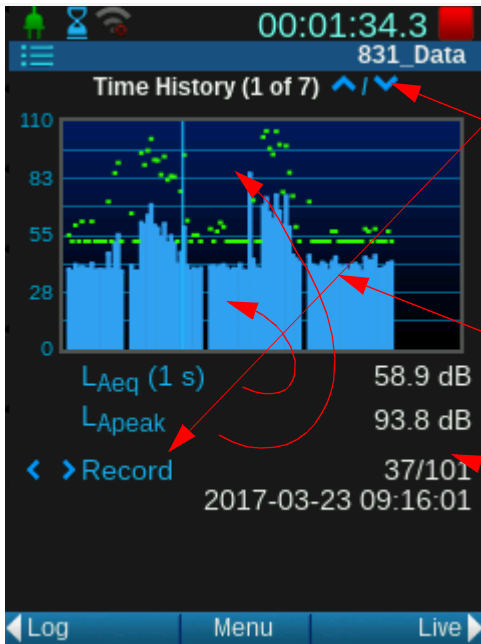 00:01:34.3
831_Data
Time History (1 of 7) /
110
83
55
28
0
LAeq (1 s) 58.9 dB
LApeak 93.8 dB
< > Record 37/101
2017-03-23 09:16:01
Log Menu Live